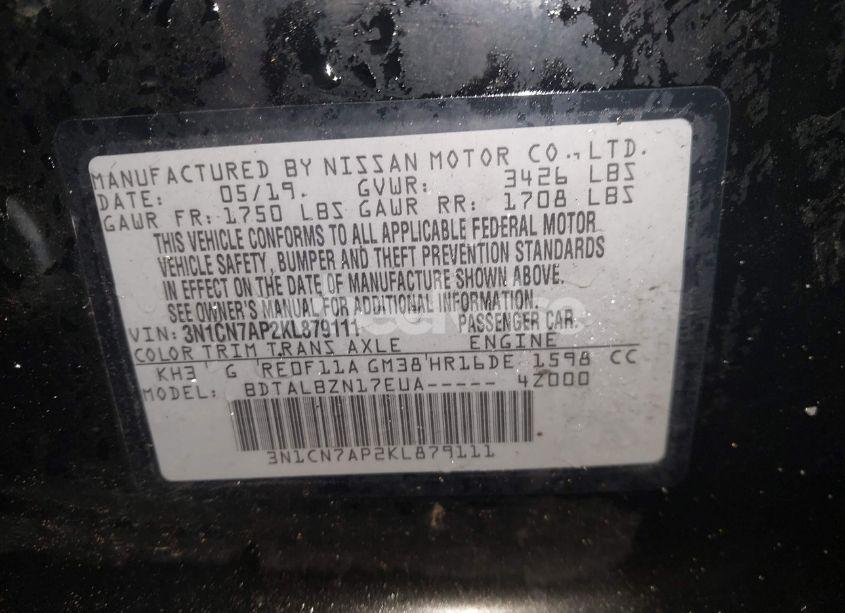 MANUFACTURED BY NISSAN MOTOR CO.,LTD.
DATE: 05/19. GVWR: 3426 LBS
GAWR FR: 1750 LBS GAWR RR: 1708 LBS
THIS VEHICLE CONFORMS TO ALL APPLICABLE FEDERAL MOTOR
VEHICLE SAFETY, BUMPER AND THEFT PREVENTION STANDARDS
IN EFFECT ON THE DATE OF MANUFACTURE SHOWN ABOVE.
SEE OWNER'S MANUAL FOR ADDITIONAL INFORMATION.
VIN: 3N1CN7AP2KL879111 PASSENGER CAR.
COLOR TRIM TRANS AXLE ENGINE
KH3 G RE0F11A GM38 HR16DE 1598 CC
MODEL: BDTALBZN17EUA----- 4Z000
3N1CN7AP2KL879111